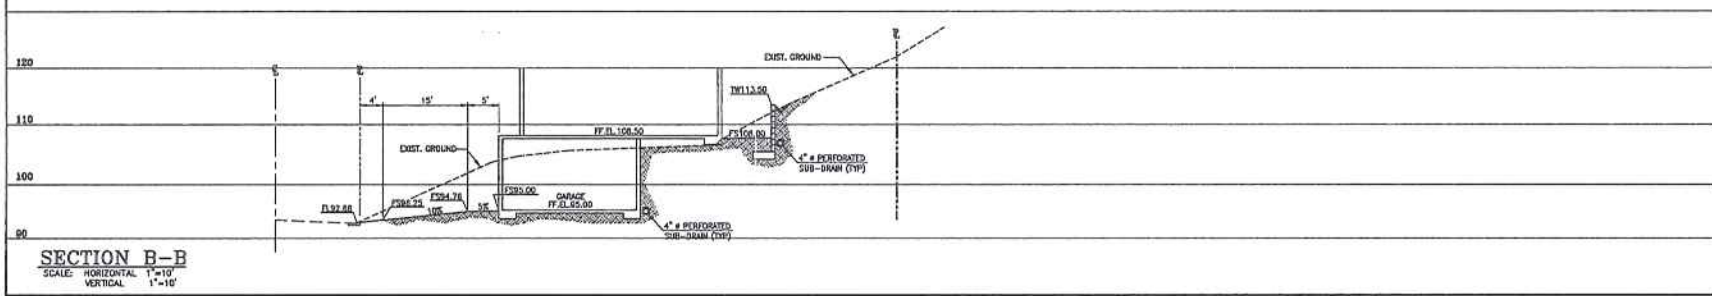 120
110
100
90
4'
15'
5'
EXIST. GROUND
EXIST. GROUND
TW113.50
FF.EL.108.50
FS108.00
4" ø PERFORATED
SUB-DRAIN (TYP)
FL92.88
FS94.76
10%
5%
FS95.00
GARAGE
FF.EL.95.00
4" ø PERFORATED
SUB-DRAIN (TYP)
SECTION B-B
SCALE: HORIZONTAL 1"=10'
VERTICAL 1"=10'